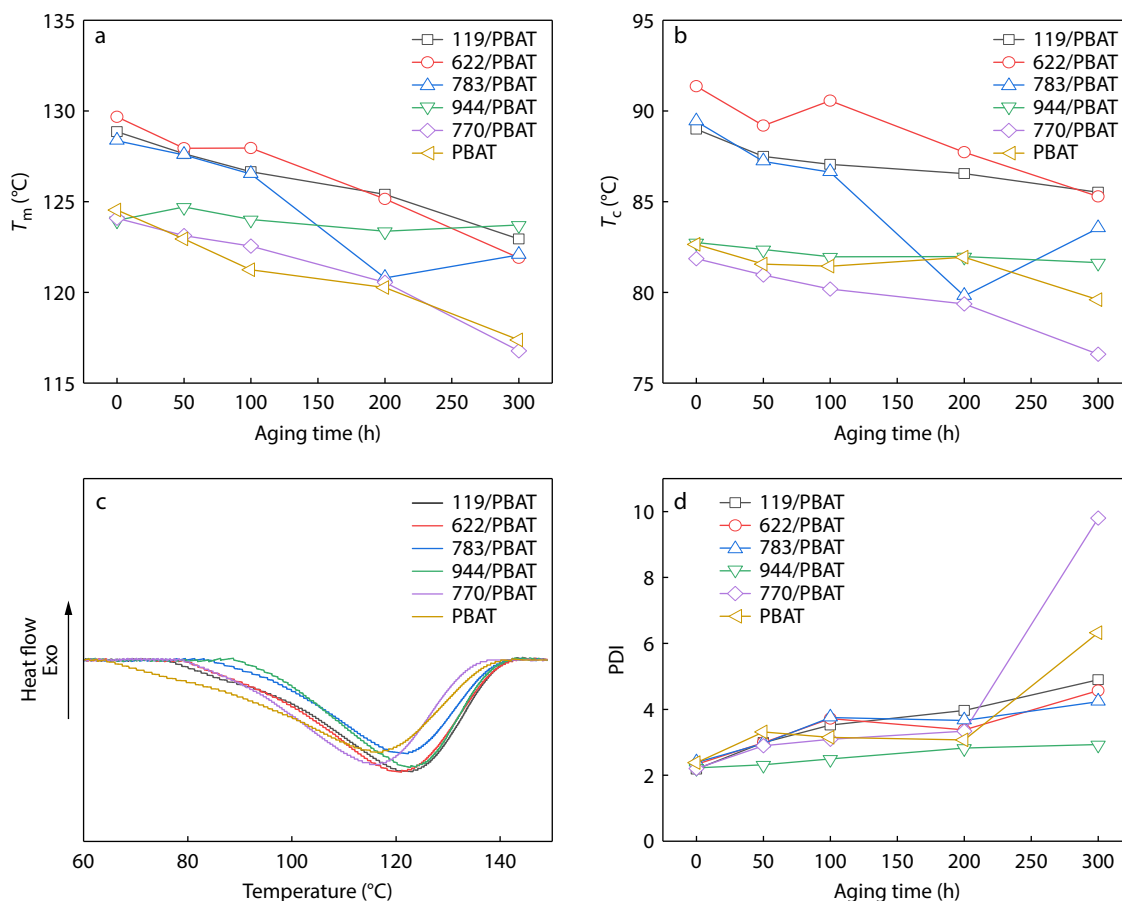 a
135
130
125
120
115
T_m (°C)
0 50 100 150 200 250 300
Aging time (h)
119/PBAT
622/PBAT
783/PBAT
944/PBAT
770/PBAT
PBAT
b
95
90
85
80
75
T_c (°C)
0 50 100 150 200 250 300
Aging time (h)
119/PBAT
622/PBAT
783/PBAT
944/PBAT
770/PBAT
PBAT
c
Heat flow
Exo
60 80 100 120 140
Temperature (°C)
119/PBAT
622/PBAT
783/PBAT
944/PBAT
770/PBAT
PBAT
d
10
8
6
4
2
0
PDI
0 50 100 150 200 250 300
Aging time (h)
119/PBAT
622/PBAT
783/PBAT
944/PBAT
770/PBAT
PBAT